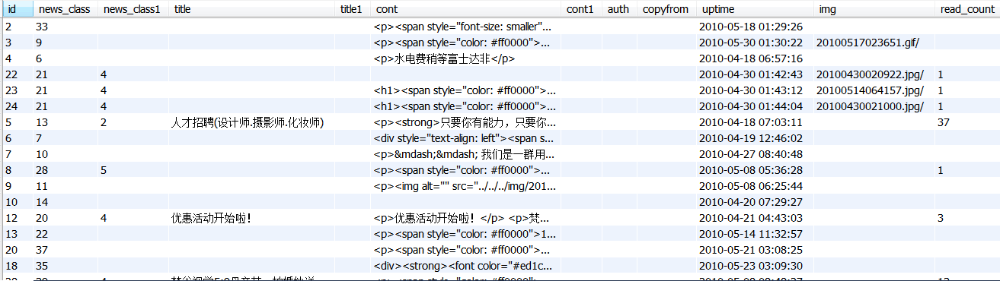 id news_class news_class1 title title1 cont cont1 auth copyfrom uptime img read_count
2 33 <p><span style="font-size: smaller"... 2010-05-18 01:29:26
3 9 <p><span style="color: #ff0000">... 2010-05-30 01:30:22 20100517023651.gif/
4 6 <p>水电费稍等富士达非</p> 2010-04-18 06:57:16
22 21 4 2010-04-30 01:42:43 20100430020922.jpg/ 1
23 21 4 <h1><span style="color: #ff0000">... 2010-04-30 01:43:12 20100514064157.jpg/ 1
24 21 4 <h1><span style="color: #ff0000">... 2010-04-30 01:44:04 20100430021000.jpg/ 1
5 13 2 人才招聘(设计师.摄影师.化妆师) <p><strong>只要你有能力，只要你... 2010-04-18 07:03:11 37
6 7 <div style="text-align: left"><span s... 2010-04-19 12:46:02
7 10 <p>&mdash;&mdash; 我们是一群用... 2010-04-27 08:40:48
8 28 5 <p><span style="color: #ff0000">... 2010-05-08 05:36:28 1
9 11 <p><img alt="" src="../../../img/201... 2010-05-08 06:25:44
10 14 2010-04-20 07:29:27
12 20 4 优惠活动开始啦！ <p>优惠活动开始啦！</p> <p>梵... 2010-04-21 04:43:03 3
13 22 <p><span style="color: #ff0000">1... 2010-05-14 11:32:57
20 37 <p><span style="color: #ff0000">... 2010-05-21 03:08:25
18 35 <div><strong><font color="#ed1c... 2010-05-23 03:09:30